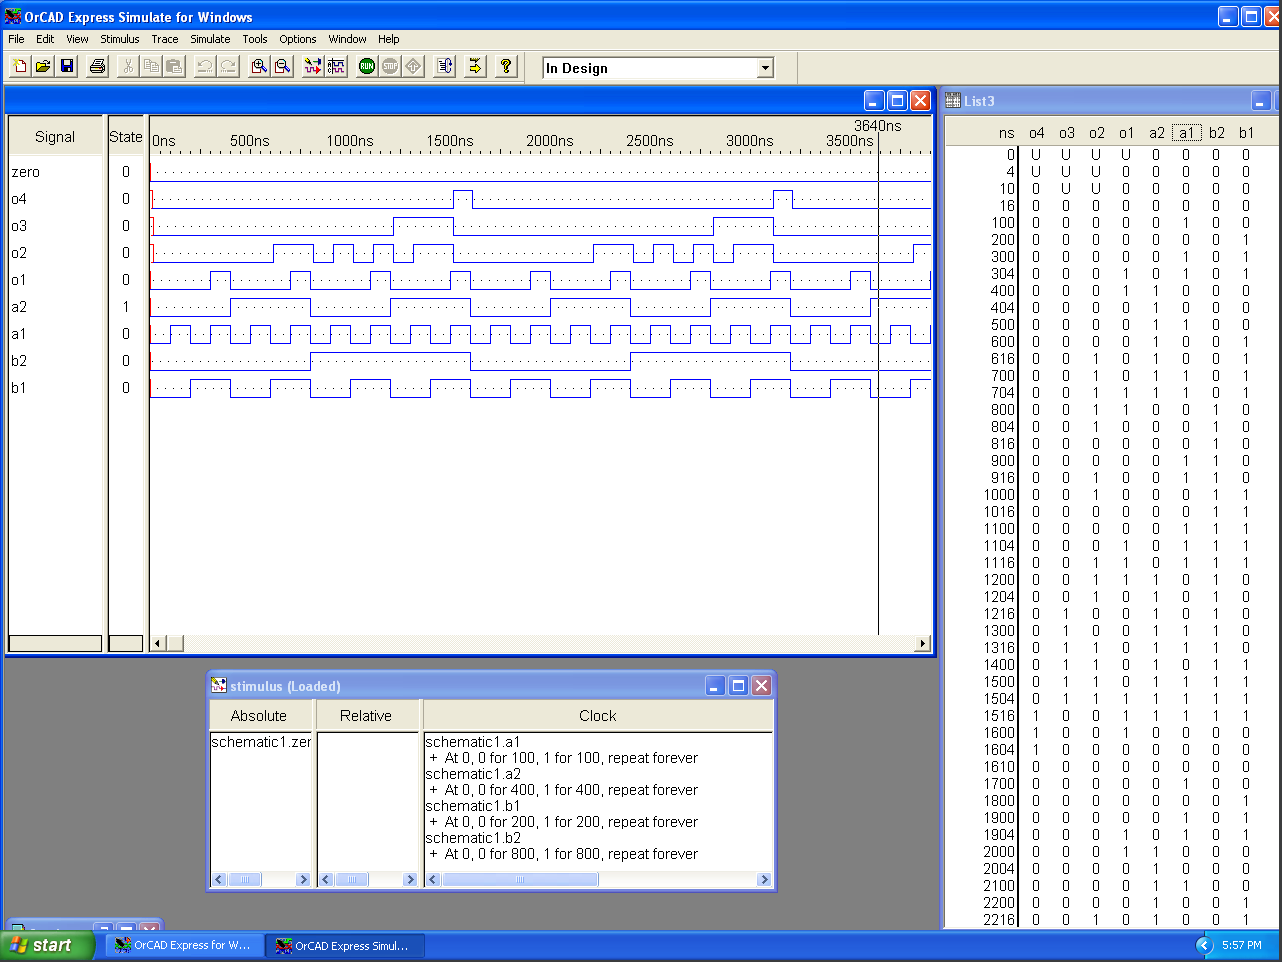 OrCAD Express Simulate for Windows
File Edit View Stimulus Trace Simulate Tools Options Window Help
RUN STOP In Design
Signal State
3640ns
0ns 500ns 1000ns 1500ns 2000ns 2500ns 3000ns 3500ns
zero 0
o4 0
o3 0
o2 0
o1 0
a2 1
a1 0
b2 0
b1 0
stimulus (Loaded)
Absolute Relative Clock
schematic1.zer
schematic1.a1
+ At 0, 0 for 100, 1 for 100, repeat forever
schematic1.a2
+ At 0, 0 for 400, 1 for 400, repeat forever
schematic1.b1
+ At 0, 0 for 200, 1 for 200, repeat forever
schematic1.b2
+ At 0, 0 for 800, 1 for 800, repeat forever
List3
ns o4 o3 o2 o1 a2 a1 b2 b1
0 U U U U 0 0 0 0
4 U U U 0 0 0 0 0
10 0 U U 0 0 0 0 0
16 0 0 0 0 0 0 0 0
100 0 0 0 0 0 1 0 0
200 0 0 0 0 0 0 0 1
300 0 0 0 0 0 1 0 1
304 0 0 0 1 0 1 0 1
400 0 0 0 1 1 0 0 0
404 0 0 0 0 1 0 0 0
500 0 0 0 0 1 1 0 0
600 0 0 0 0 1 0 0 1
616 0 0 1 0 1 0 0 1
700 0 0 1 0 1 1 0 1
704 0 0 1 1 1 1 0 1
800 0 0 1 1 0 0 1 0
804 0 0 1 0 0 0 1 0
816 0 0 0 0 0 0 1 0
900 0 0 0 0 0 1 1 0
916 0 0 1 0 0 1 1 0
1000 0 0 1 0 0 0 1 1
1016 0 0 0 0 0 0 1 1
1100 0 0 0 0 0 1 1 1
1104 0 0 0 1 0 1 1 1
1116 0 0 1 1 0 1 1 1
1200 0 0 1 1 1 0 1 0
1204 0 0 1 0 1 0 1 0
1216 0 1 0 0 1 0 1 0
1300 0 1 0 0 1 1 1 0
1316 0 1 1 0 1 1 1 0
1400 0 1 1 0 1 0 1 1
1500 0 1 1 0 1 1 1 1
1504 0 1 1 1 1 1 1 1
1516 1 0 0 1 1 1 1 1
1600 1 0 0 1 0 0 0 0
1604 1 0 0 0 0 0 0 0
1610 0 0 0 0 0 0 0 0
1700 0 0 0 0 0 1 0 0
1800 0 0 0 0 0 0 0 1
1900 0 0 0 0 0 1 0 1
1904 0 0 0 1 0 1 0 1
2000 0 0 0 1 1 0 0 0
2004 0 0 0 0 1 0 0 0
2100 0 0 0 0 1 1 0 0
2200 0 0 0 0 1 0 0 1
2216 0 0 1 0 1 0 0 1
start OrCAD Express for W... OrCAD Express Simul... 5:57 PM